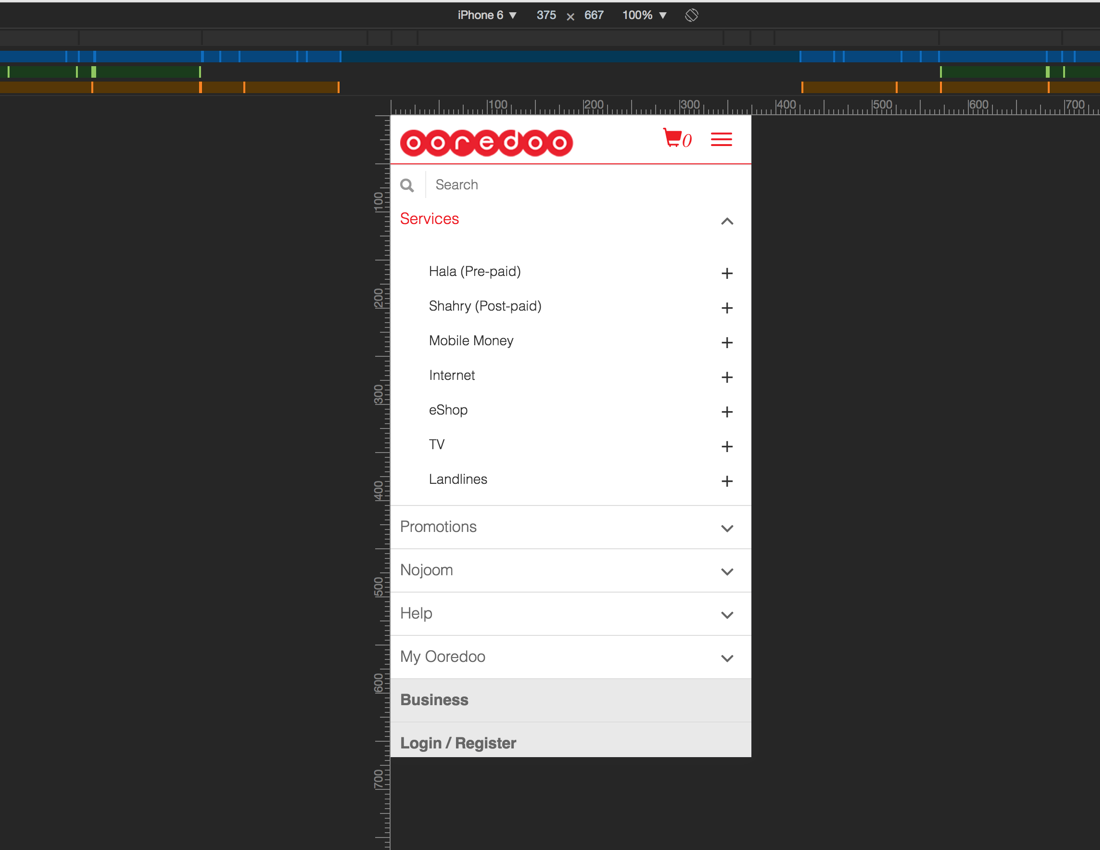 iPhone 6 ▼ 375 × 667 100% ▼
100 200 300 400 500 600 700
ooredoo 0
Search
Services
Hala (Pre-paid) +
Shahry (Post-paid) +
Mobile Money +
Internet +
eShop +
TV +
Landlines +
Promotions
Nojoom
Help
My Ooredoo
Business
Login / Register
100
200
300
400
500
600
700